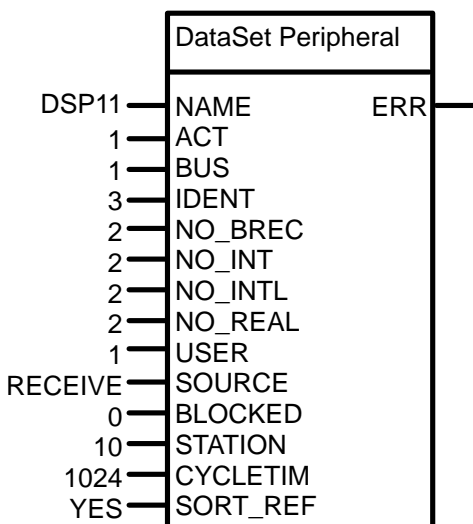 DataSet Peripheral
DSP11 NAME ERR
1 ACT
1 BUS
3 IDENT
2 NO_BREC
2 NO_INT
2 NO_INTL
2 NO_REAL
1 USER
RECEIVE SOURCE
0 BLOCKED
10 STATION
1024 CYCLETIM
YES SORT_REF